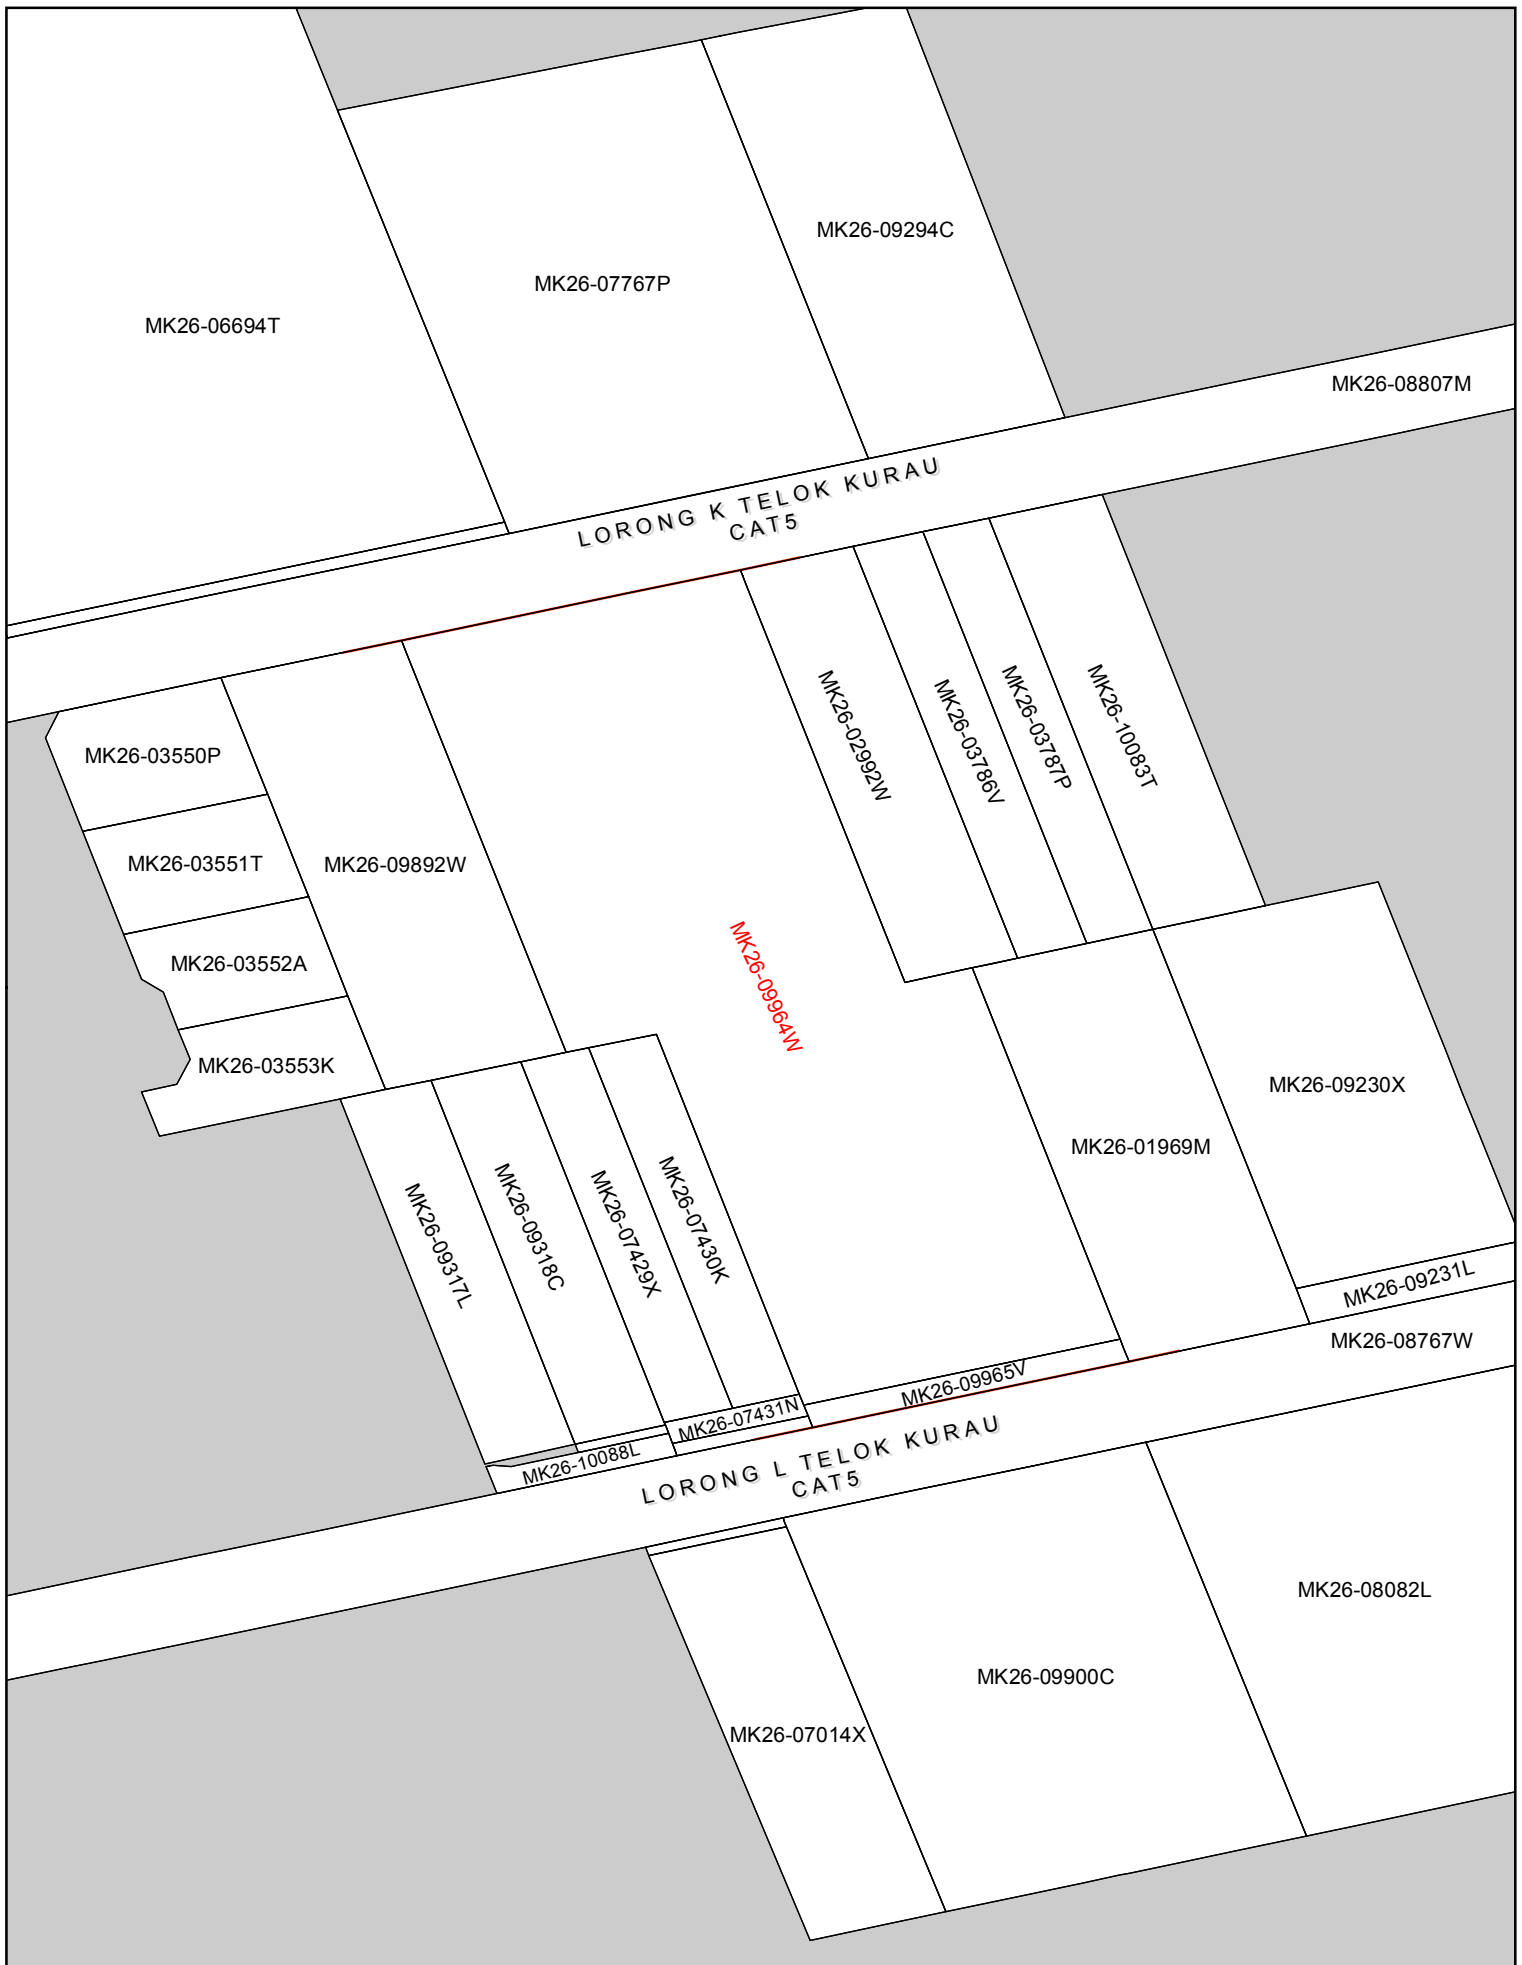 MK26-09294C
MK26-07767P
MK26-06694T
MK26-08807M
LORONG K TELOK KURAU
CAT5
MK26-02992W
MK26-03786V
MK26-03787P
MK26-10083T
MK26-03550P
MK26-03551T
MK26-09892W
MK26-03552A
MK26-09964W
MK26-03553K
MK26-09230X
MK26-01969M
MK26-09317L
MK26-09318C
MK26-07429X
MK26-07430K
MK26-09231L
MK26-08767W
MK26-09965V
MK26-07431N
MK26-10088L
LORONG L TELOK KURAU
CAT5
MK26-08082L
MK26-09900C
MK26-07014X